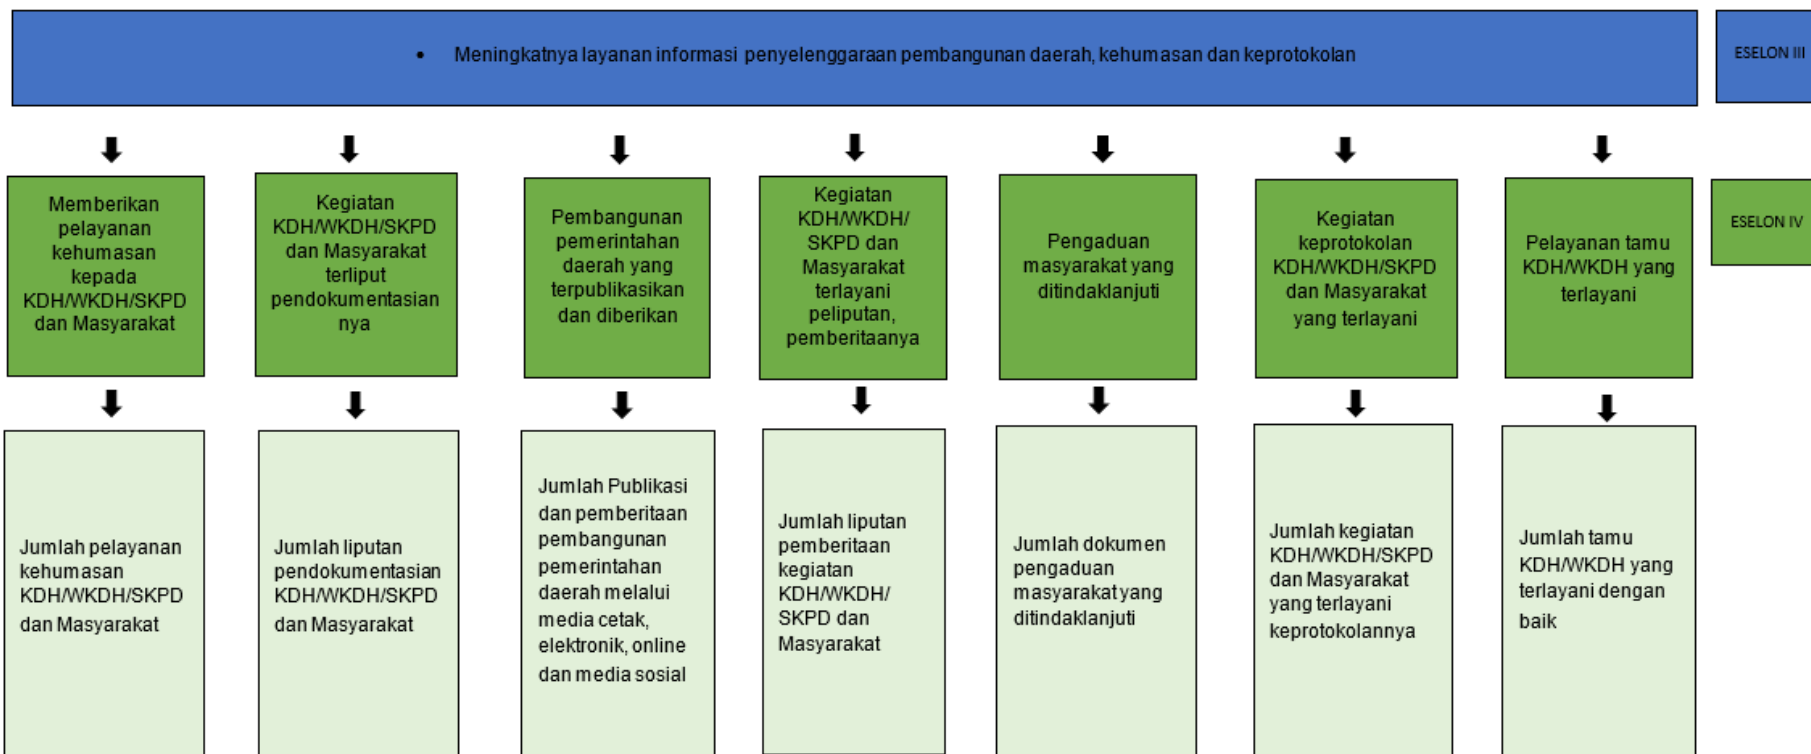 • Meningkatnya layanan informasi penyelenggaraan pembangunan daerah, kehumasan dan keprotokolan
ESELON III
Memberikan
pelayanan
kehumasan
kepada
KDH/WKDH/SKPD
dan Masyarakat
Kegiatan
KDH/WKDH/SKPD
dan Masyarakat
terliput
pendokumentasian
nya
Pembangunan
pemerintahan
daerah yang
terpublikasikan
dan diberikan
Kegiatan
KDH/WKDH/
SKPD dan
Masyarakat
terlayani
peliputan,
pemberitaanya
Pengaduan
masyarakat yang
ditindaklanjuti
Kegiatan
keprotokolan
KDH/WKDH/SKPD
dan Masyarakat
yang terlayani
Pelayanan tamu
KDH/WKDH yang
terlayani
ESELON IV
Jumlah pelayanan
kehumasan
KDH/WKDH/SKPD
dan Masyarakat
Jumlah liputan
pendokumentasian
KDH/WKDH/SKPD
dan Masyarakat
Jumlah Publikasi
dan pemberitaan
pembangunan
pemerintahan
daerah melalui
media cetak,
elektronik, online
dan media sosial
Jumlah liputan
pemberitaan
kegiatan
KDH/WKDH/
SKPD dan
Masyarakat
Jumlah dokumen
pengaduan
masyarakat yang
ditindaklanjuti
Jumlah kegiatan
KDH/WKDH/SKPD
dan Masyarakat
yang terlayani
keprotokolannya
Jumlah tamu
KDH/WKDH yang
terlayani dengan
baik